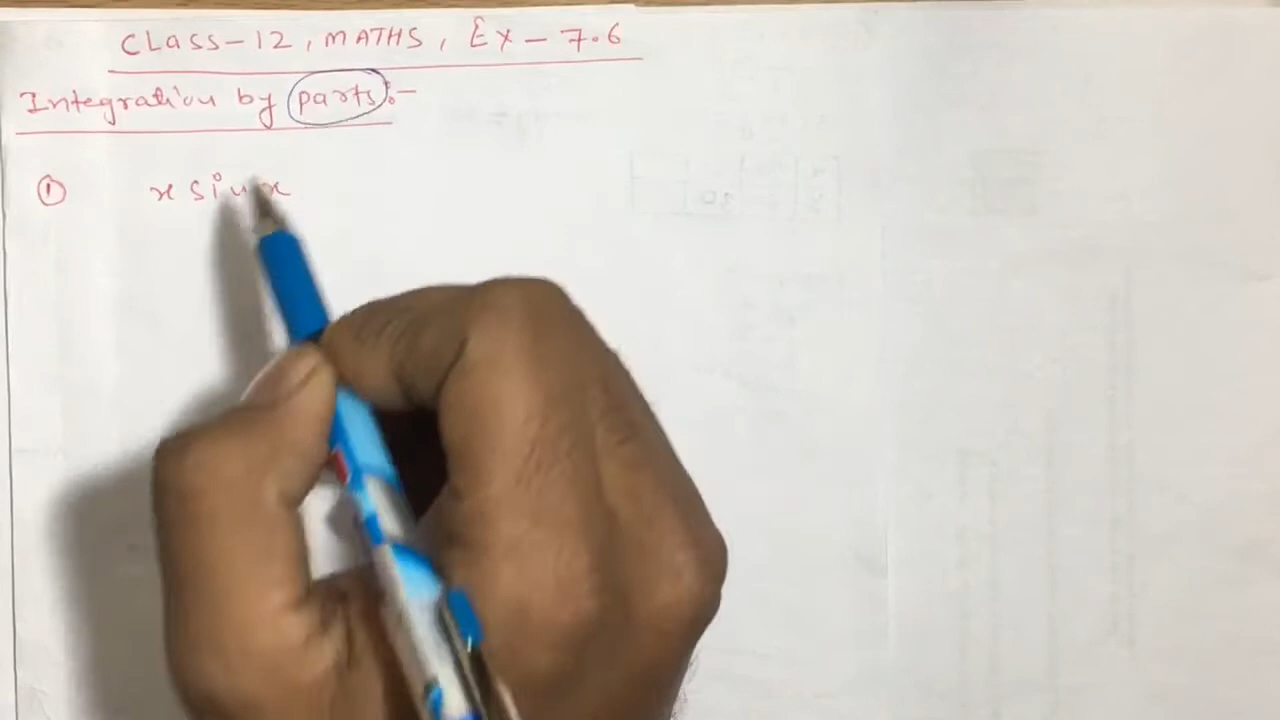 CLASS-12, MATHS, Ex-7.6
Integration by parts:-
① x sin x